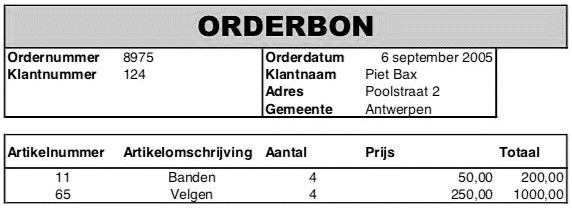 ORDERBON
Ordernummer 8975 Orderdatum 6 september 2005
Klantnummer 124 Klantnaam Piet Bax
Adres Poolstraat 2
Gemeente Antwerpen
Artikelnummer Artikelomschrijving Aantal Prijs Totaal
11 Banden 4 50,00 200,00
65 Velgen 4 250,00 1000,00